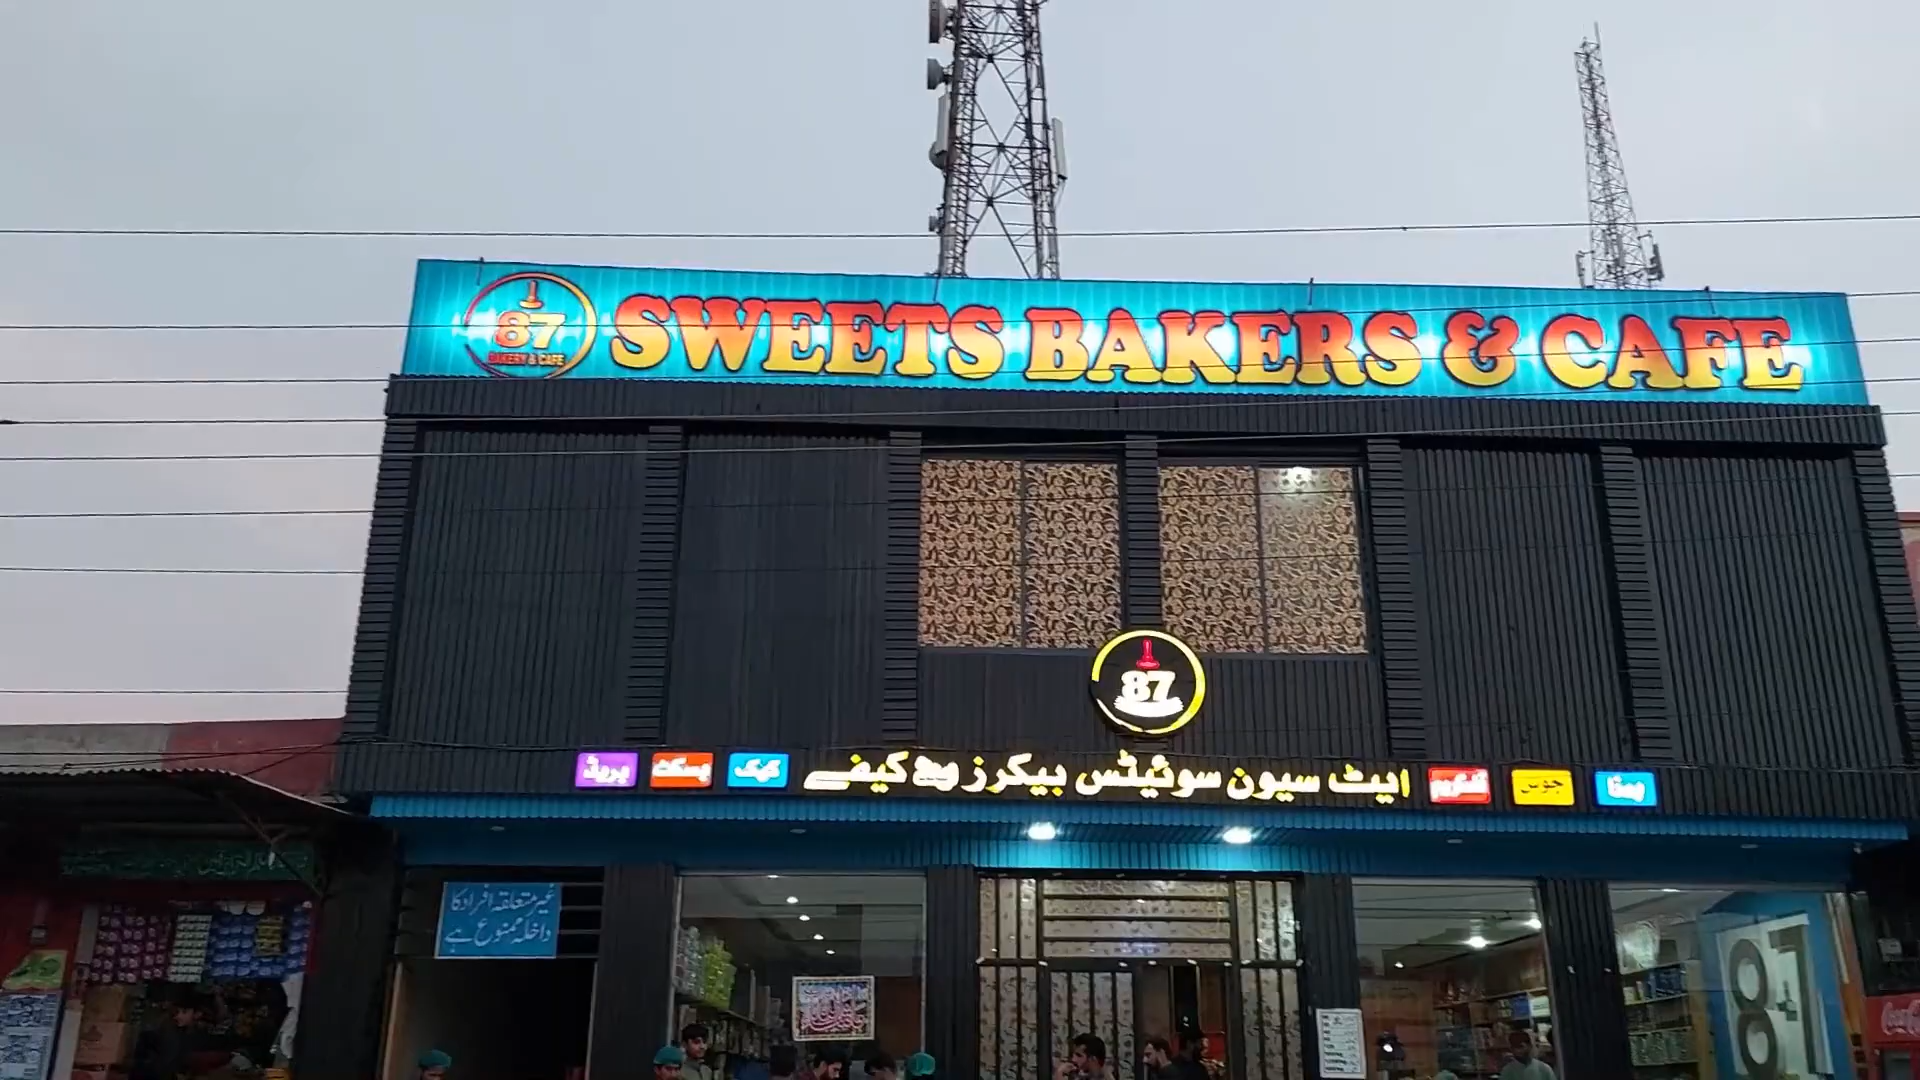 87
BAKERY & CAFE
SWEETS BAKERS & CAFE
87
بریڈ
بسکٹ
کیک
ایٹ سیون سوئیٹس بیکرز اینڈ کیفے
آئسکریم
جوس
پیزا
غیر متعلقہ افراد کا
داخلہ ممنوع ہے
87